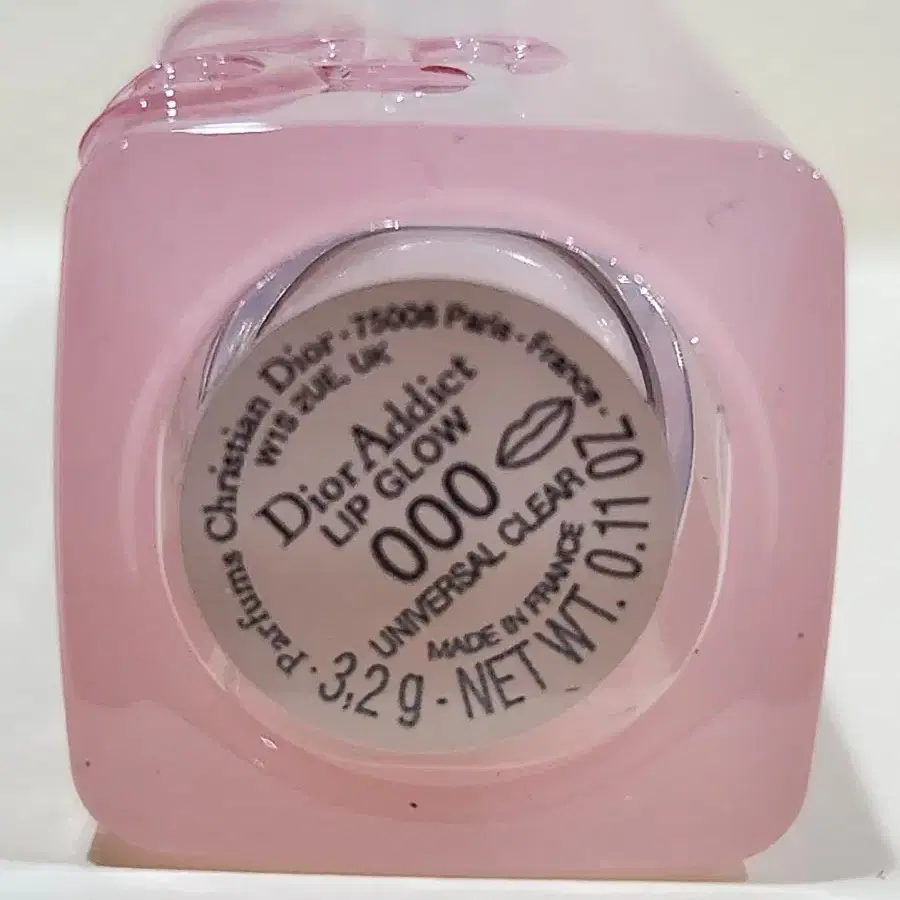 Parfums Christian Dior · 75008 Paris · France ·
W1S 2UE, UK
Dior Addict
LIP GLOW
000
UNIVERSAL CLEAR
MADE IN FRANCE
3,2 g - NET WT. 0.11 OZ